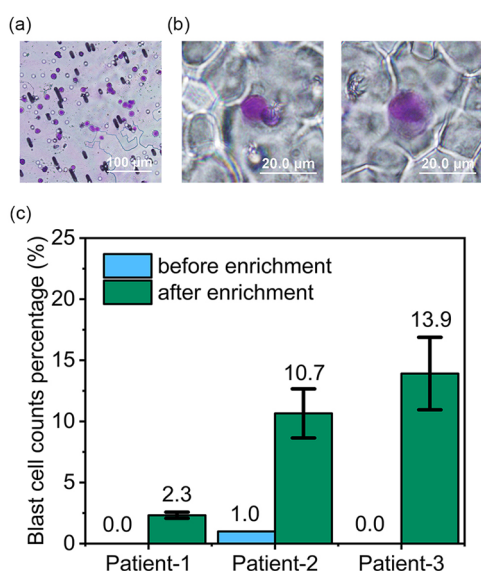 (a)
(b)
100 μm
20.0 μm
20.0 μm
(c)
Blast cell counts percentage (%)
25
20
15
10
5
0
before enrichment
after enrichment
0.0
2.3
1.0
10.7
0.0
13.9
Patient-1
Patient-2
Patient-3